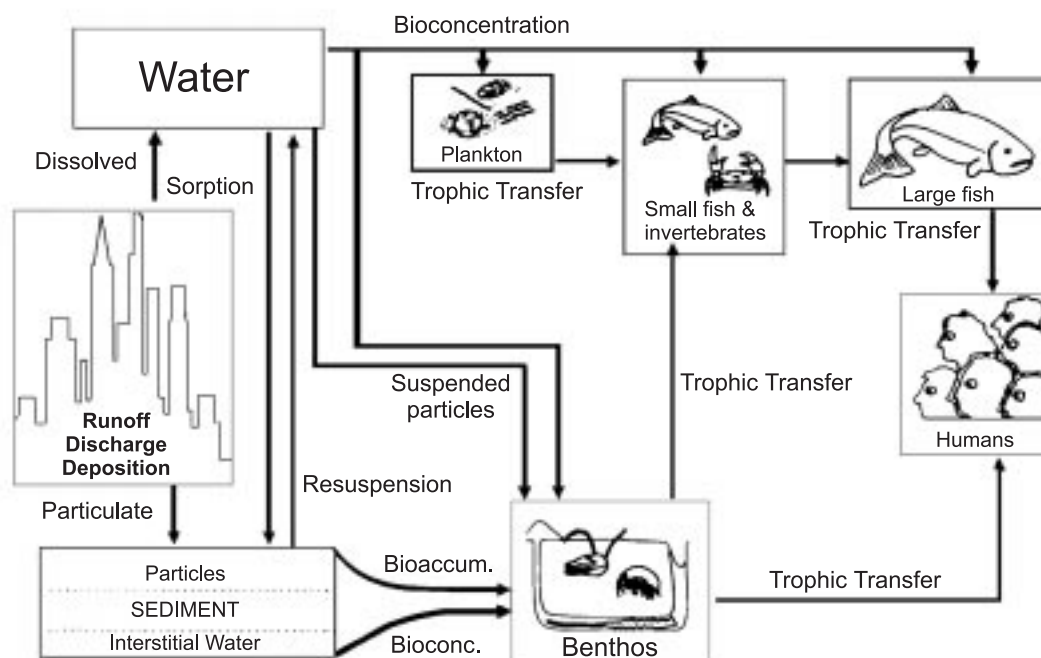 Bioconcentration
Water
Plankton
Dissolved
Sorption
Trophic Transfer
Small fish &
invertebrates
Large fish
Trophic Transfer
Suspended
particles
Trophic Transfer
Runoff
Discharge
Deposition
Humans
Resuspension
Particulate
Particles
SEDIMENT
Interstitial Water
Bioaccum.
Bioconc.
Benthos
Trophic Transfer